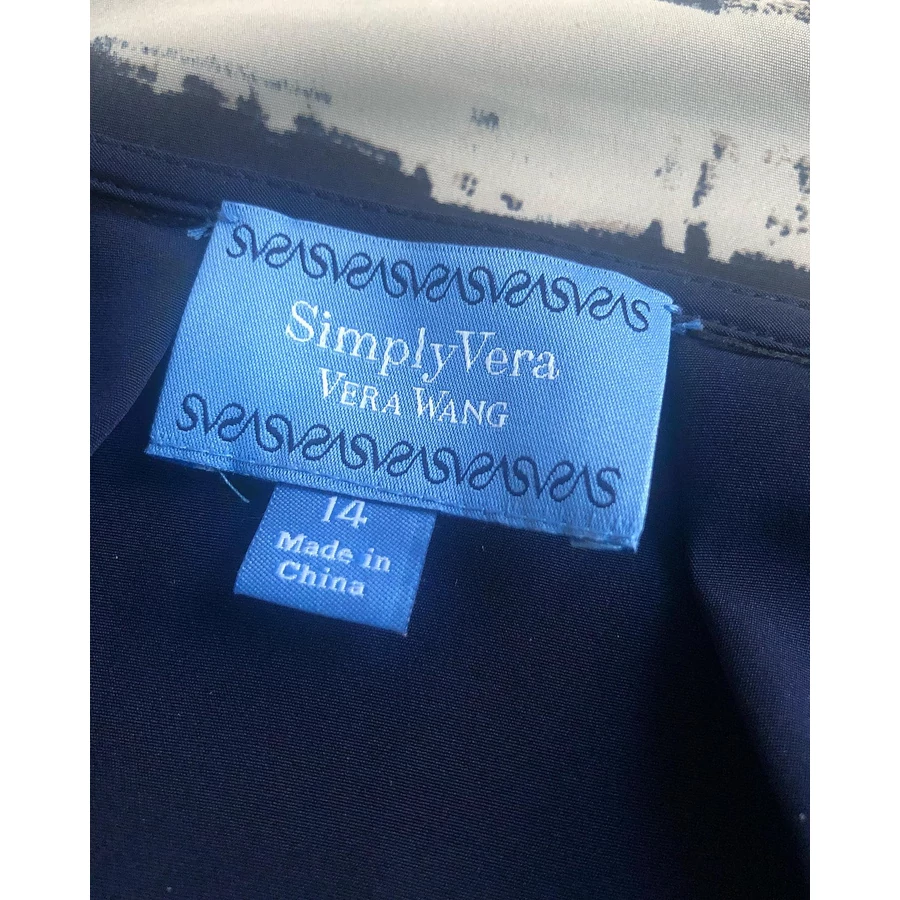 SimplyVera
VERA WANG
14
Made in
China